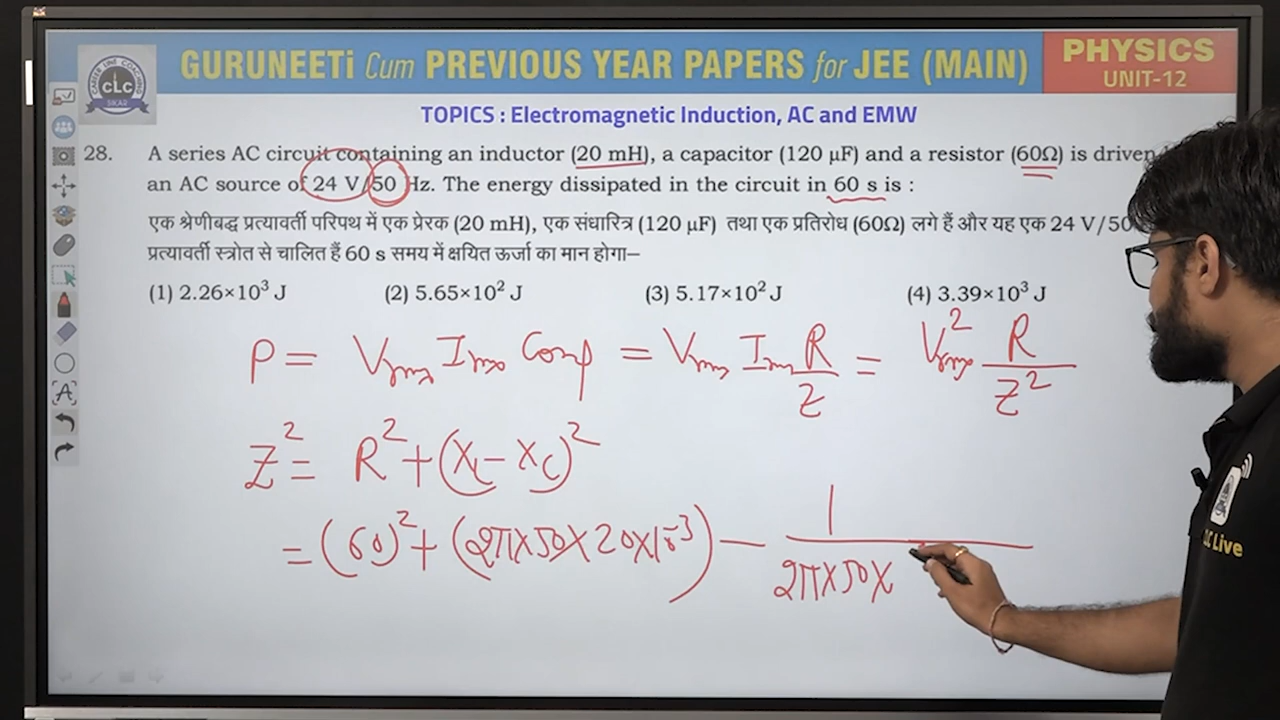 GURUNEETi Cum PREVIOUS YEAR PAPERS for JEE (MAIN)
PHYSICS
UNIT-12
CLC
SIKAR
TOPICS : Electromagnetic Induction, AC and EMW
28. A series AC circuit containing an inductor (20 mH), a capacitor (120 μF) and a resistor (60Ω) is driven
an AC source of 24 V/50 Hz. The energy dissipated in the circuit in 60 s is :
एक श्रेणीबद्ध प्रत्यावर्ती परिपथ में एक प्रेरक (20 mH), एक संधारित्र (120 μF) तथा एक प्रतिरोध (60Ω) लगे हैं और यह एक 24 V/50
प्रत्यावर्ती स्त्रोत से चालित हैं 60 s समय में क्षयित ऊर्जा का मान होगा–
(1) 2.26×10³ J (2) 5.65×10² J (3) 5.17×10² J (4) 3.39×10³ J
P = Vrms Irms Cosφ = Vrms Irms R/Z = V²rms R/Z²
Z² = R² + (XL – XC)²
= (60)² + (2π×50×20×10⁻³) – 1/2π×50×
Live